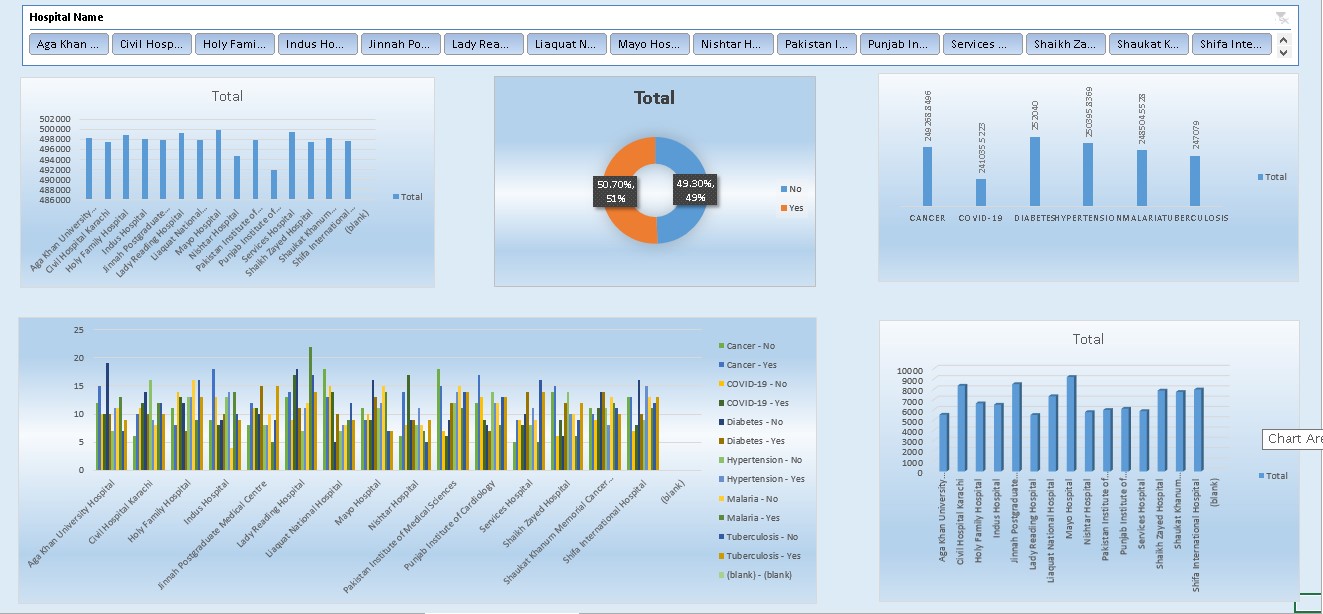 Hospital Name
Aga Khan ... Civil Hosp... Holy Fami... Indus Ho... Jinnah Po... Lady Rea... Liaquat N... Mayo Hos... Nishtar H... Pakistan I... Punjab In... Services ... Shaikh Za... Shaukat K... Shifa Inte...
Total
502000
500000
498000
496000
494000
492000
490000
488000
486000
Aga Khan University...
Civil Hospital Karachi
Holy Family Hospital
Indus Hospital
Jinnah Postgraduate...
Lady Reading Hospital
Liaquat National...
Mayo Hospital
Nishtar Hospital
Pakistan Institute of...
Punjab Institute of...
Services Hospital
Shaikh Zayed Hospital
Shaukat Khanum...
Shifa International...
(blank)
Total
Total
50.70%,
51%
49.30%,
49%
No
Yes
249268.8496
241035.5223
252040
250395.8369
248504.5528
247079
CANCER COVID-19 DIABETES HYPERTENSION MALARIA TUBERCULOSIS
Total
25
20
15
10
5
0
Aga Khan University Hospital
Civil Hospital Karachi
Holy Family Hospital
Indus Hospital
Jinnah Postgraduate Medical Centre
Lady Reading Hospital
Liaquat National Hospital
Mayo Hospital
Nishtar Hospital
Pakistan Institute of Medical Sciences
Punjab Institute of Cardiology
Services Hospital
Shaikh Zayed Hospital
Shaukat Khanum Memorial Cancer...
Shifa International Hospital
(blank)
Cancer - No
Cancer - Yes
COVID-19 - No
COVID-19 - Yes
Diabetes - No
Diabetes - Yes
Hypertension - No
Hypertension - Yes
Malaria - No
Malaria - Yes
Tuberculosis - No
Tuberculosis - Yes
(blank) - (blank)
Total
10000
9000
8000
7000
6000
5000
4000
3000
2000
1000
0
Aga Khan University...
Civil Hospital Karachi
Holy Family Hospital
Indus Hospital
Jinnah Postgraduate...
Lady Reading Hospital
Liaquat National Hospital
Mayo Hospital
Nishtar Hospital
Pakistan Institute of...
Punjab Institute of...
Services Hospital
Shaikh Zayed Hospital
Shaukat Khanum...
Shifa International Hospital
(blank)
Total
Chart Are